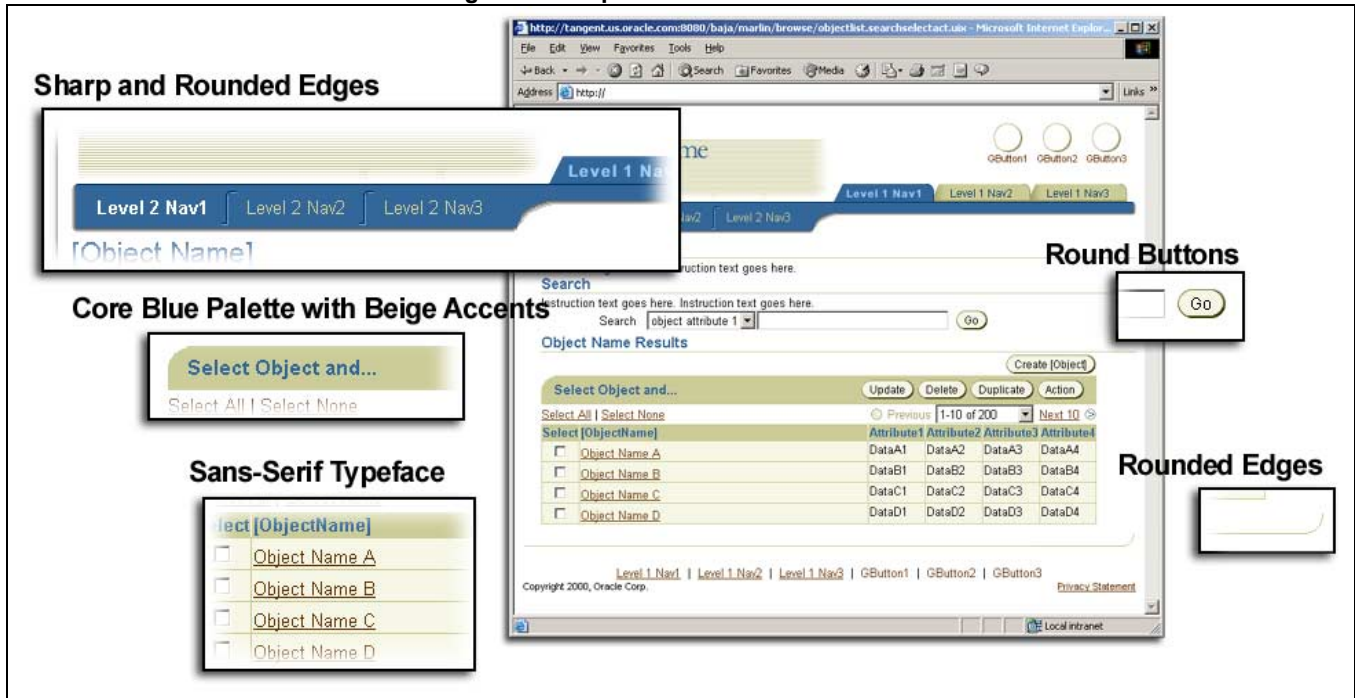 http://tangent.us.oracle.com:8080/baja/marlin/browse/objectlist.searchselectact.uix - Microsoft Internet Explor...
File Edit View Favorites Tools Help
Back Search Favorites Media
Address http:// Links »
Sharp and Rounded Edges
Level 1 Na
Level 2 Nav1 Level 2 Nav2 Level 2 Nav3
[Object Name]
me
GButton1 GButton2 GButton3
Level 1 Nav1 Level 1 Nav2 Level 1 Nav3
Nav2 Level 2 Nav3
ruction text goes here.
Search
Instruction text goes here. Instruction text goes here.
Search object attribute 1 Go
Object Name Results
Create [Object]
Select Object and... Update Delete Duplicate Action
Select All | Select None Previous 1-10 of 200 Next 10
Select [ObjectName] Attribute1 Attribute2 Attribute3 Attribute4
Object Name A DataA1 DataA2 DataA3 DataA4
Object Name B DataB1 DataB2 DataB3 DataB4
Object Name C DataC1 DataC2 DataC3 DataC4
Object Name D DataD1 DataD2 DataD3 DataD4
Level 1 Nav1 | Level 1 Nav2 | Level 1 Nav3 | GButton1 | GButton2 | GButton3
Copyright 2000, Oracle Corp. Privacy Statement
Local intranet
Round Buttons
Go
Core Blue Palette with Beige Accents
Select Object and...
Select All | Select None
Sans-Serif Typeface
lect [ObjectName]
Object Name A
Object Name B
Object Name C
Object Name D
Rounded Edges